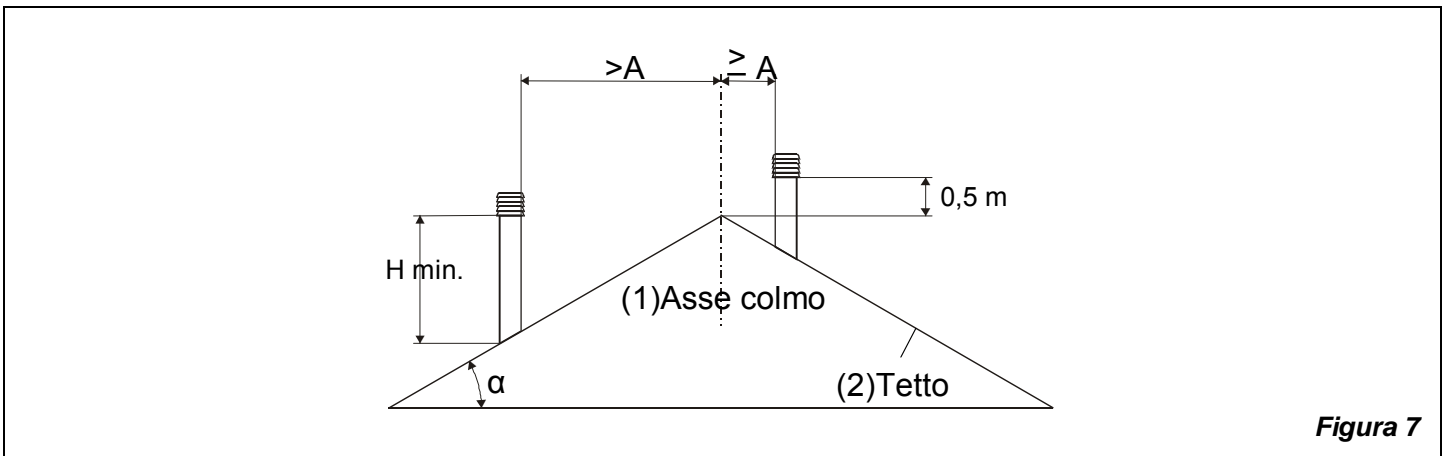 >A
≥ A
0,5 m
H min.
(1)Asse colmo
α
(2)Tetto
Figura 7